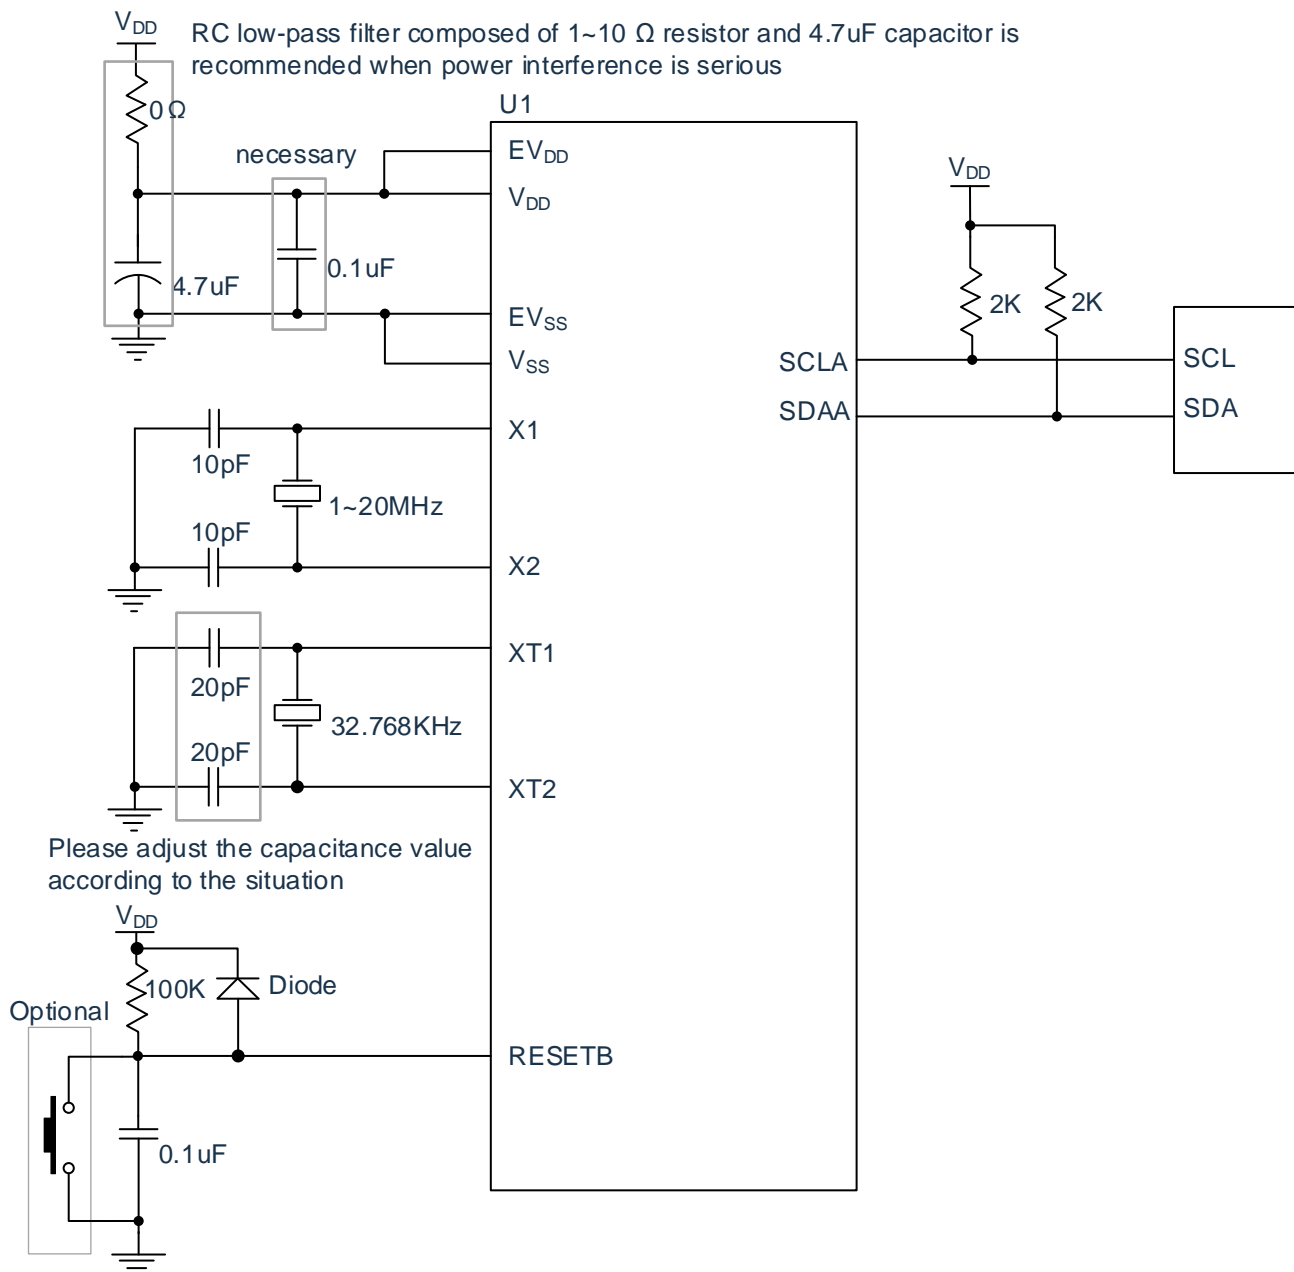 VDD
RC low-pass filter composed of 1~10 Ω resistor and 4.7uF capacitor is
recommended when power interference is serious
0Ω
U1
necessary
EVDD
VDD
VDD
0.1uF
4.7uF
2K
2K
EVSS
VSS
SCLA
SCL
SDAA
SDA
X1
10pF
1~20MHz
10pF
X2
XT1
20pF
32.768KHz
20pF
XT2
Please adjust the capacitance value
according to the situation
VDD
100K
Diode
Optional
RESETB
0.1uF